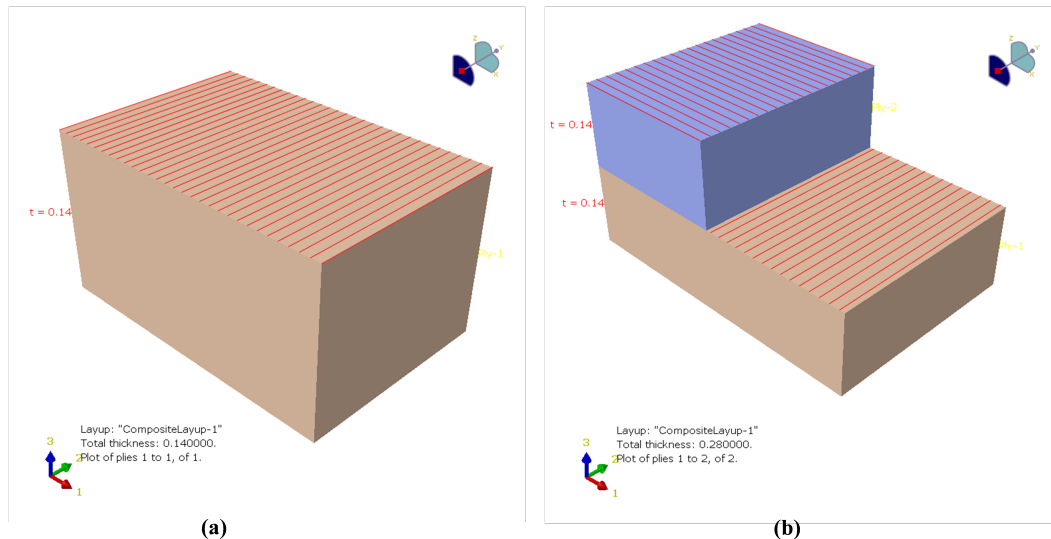 Z
Y
X
t = 0.14
Ply-1
Layup: "CompositeLayup-1"
Total thickness: 0.140000.
Plot of plies 1 to 1, of 1.
3
2
1
(a)
Z
Y
X
t = 0.14
Ply-2
t = 0.14
Ply-1
Layup: "CompositeLayup-1"
Total thickness: 0.280000.
Plot of plies 1 to 2, of 2.
3
2
1
(b)